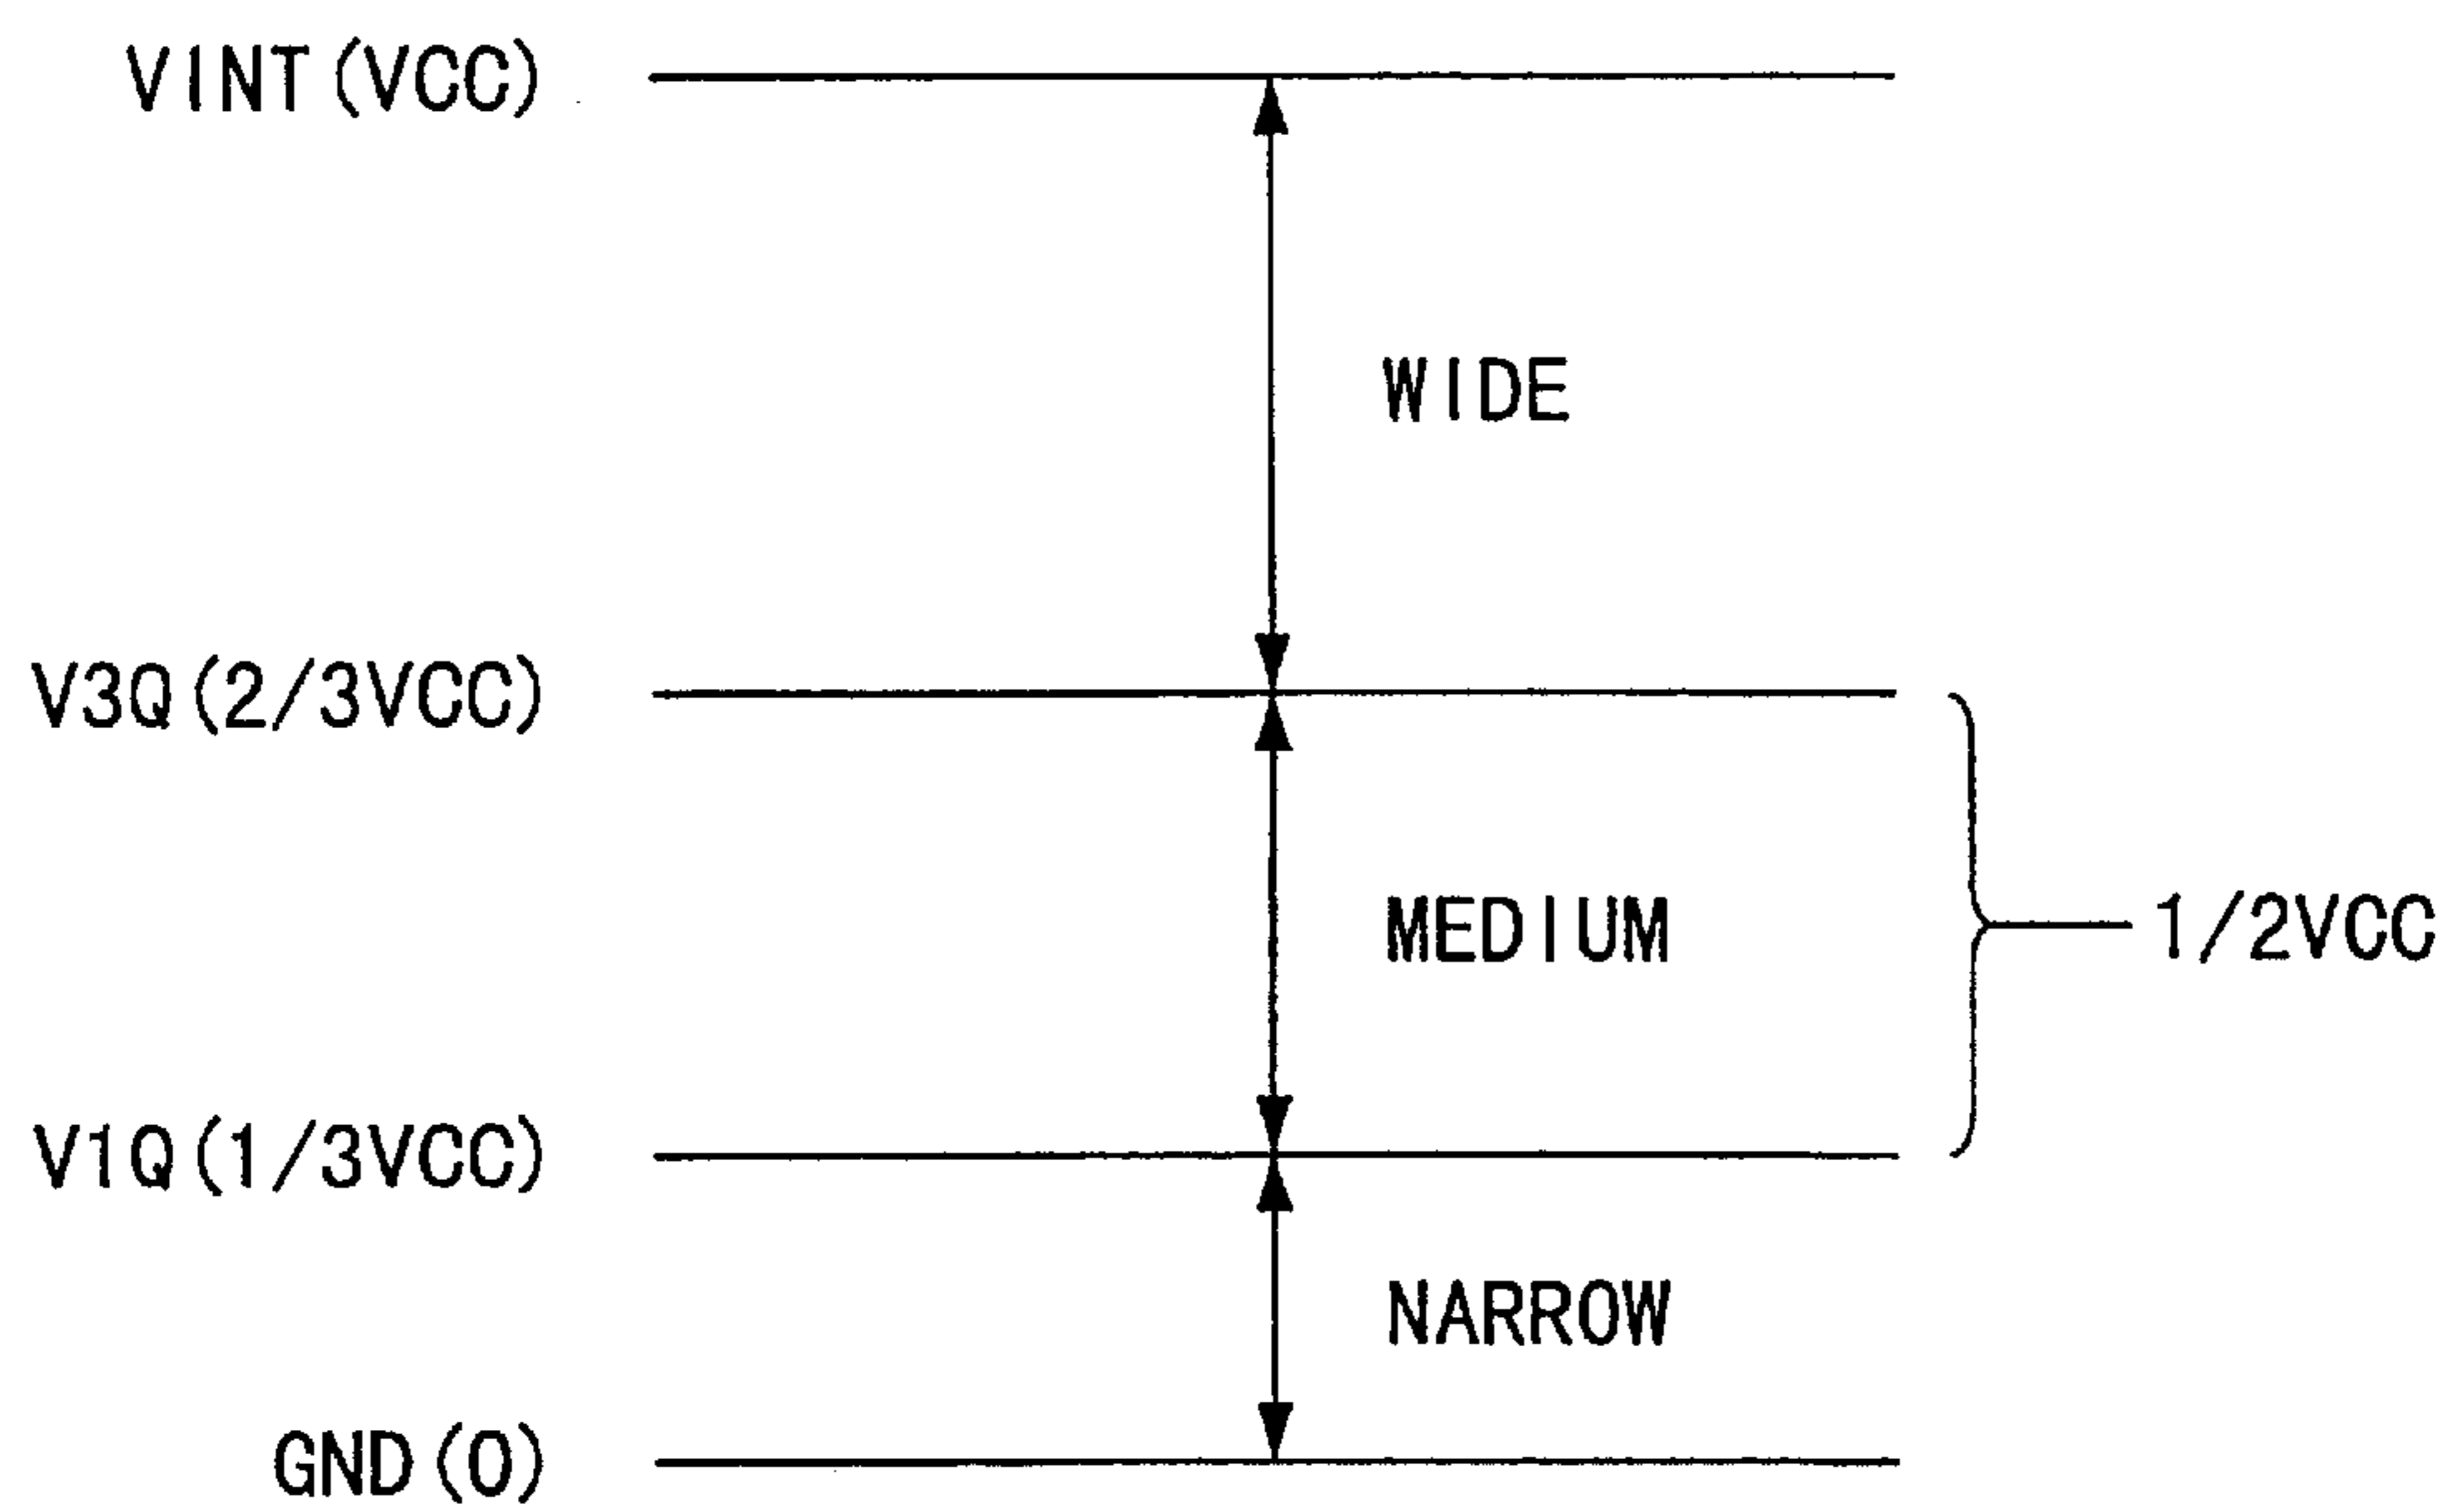 VINT(VCC)
WIDE
V3Q(2/3VCC)
MEDIUM
1/2VCC
V1Q(1/3VCC)
NARROW
GND(0)